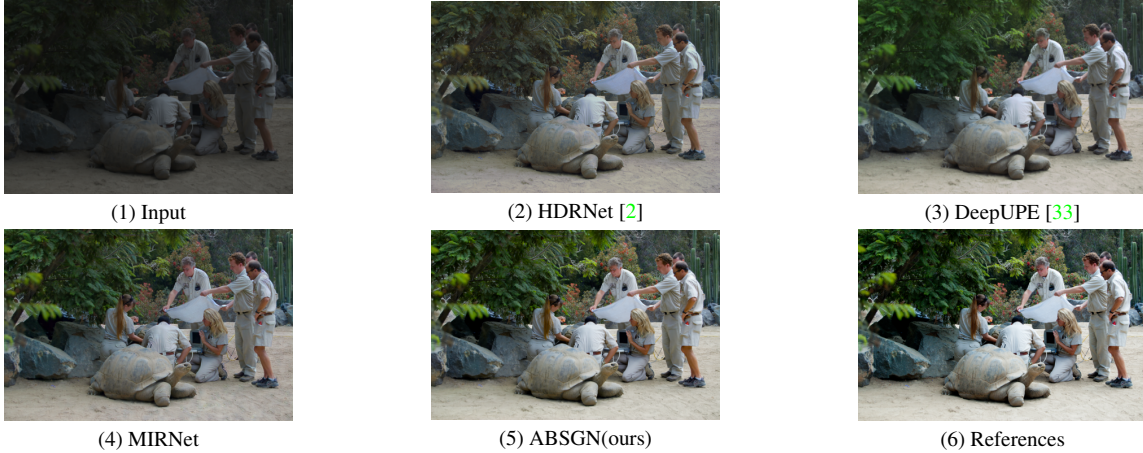 (1) Input
(2) HDRNet [2]
(3) DeepUPE [33]
(4) MIRNet
(5) ABSGN(ours)
(6) References